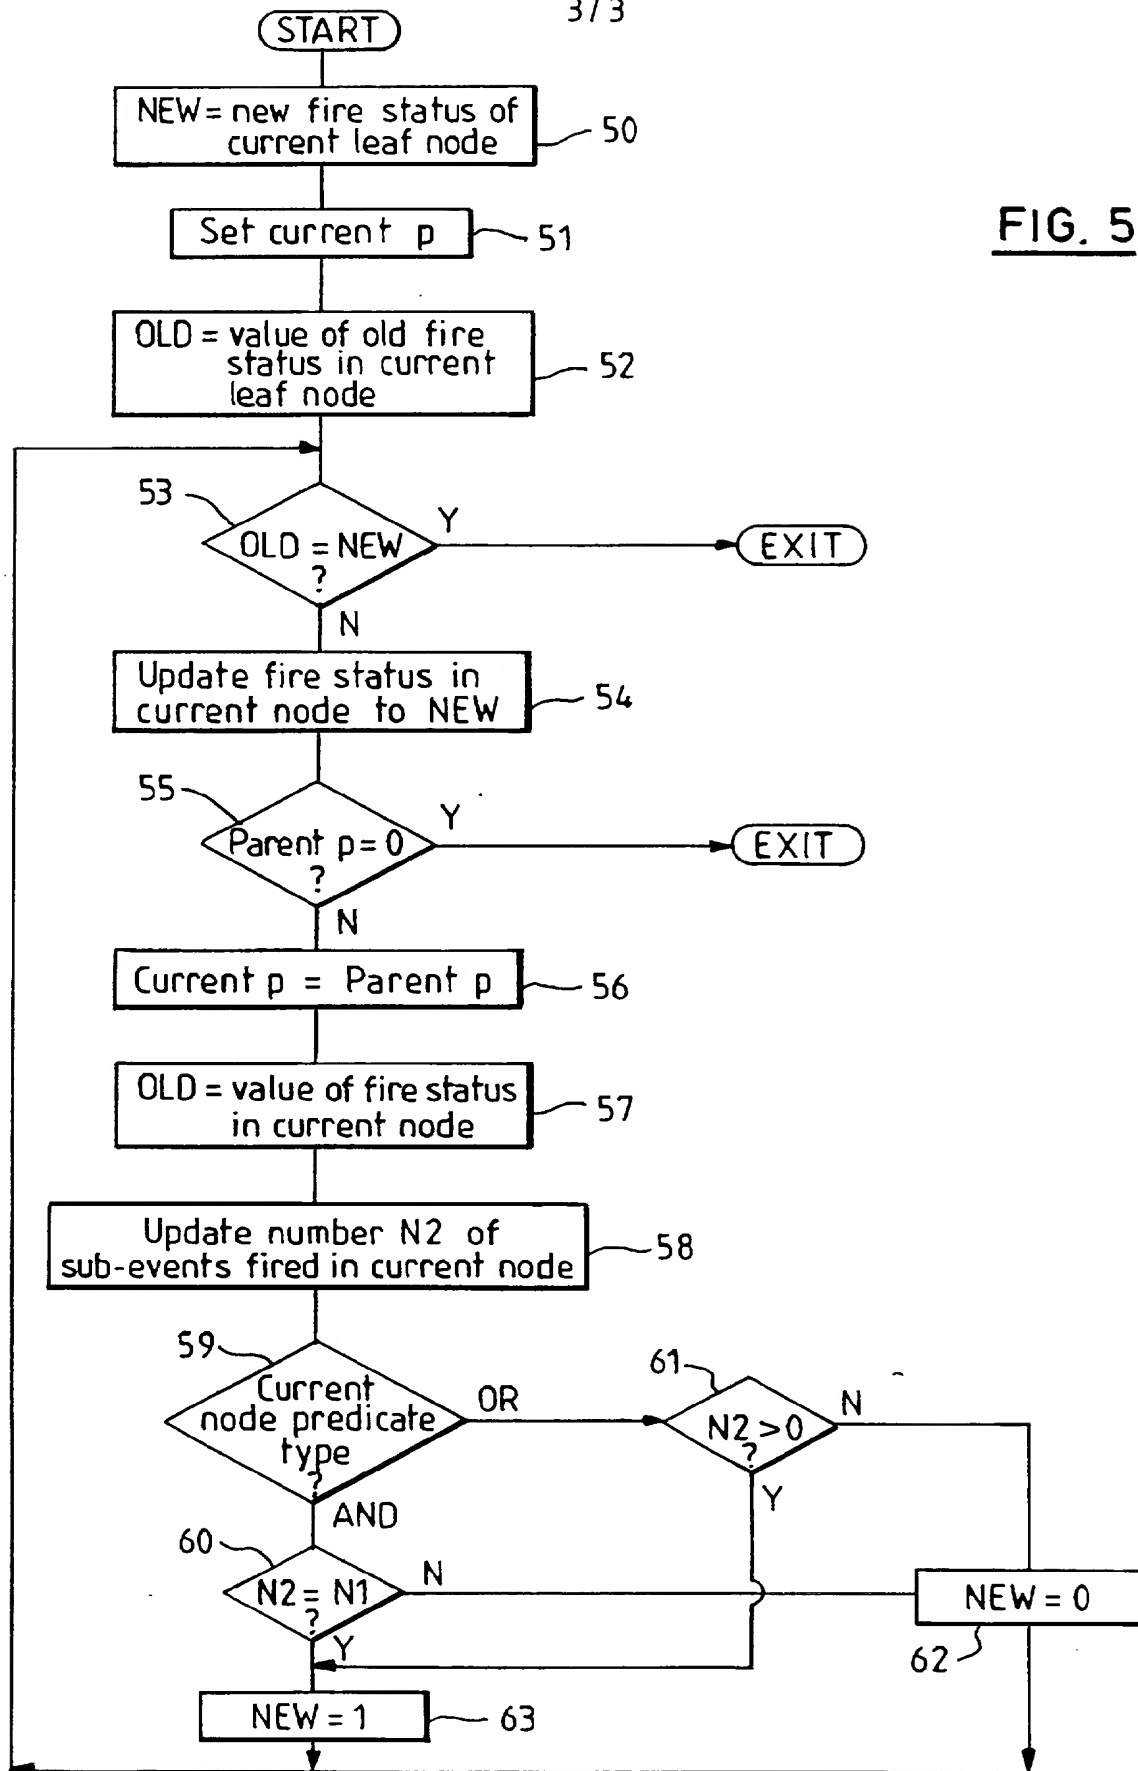 3/3
START
NEW = new fire status of
current leaf node
50
Set current p
51
FIG. 5
OLD = value of old fire
status in current
leaf node
52
53
OLD = NEW
?
Y
EXIT
N
Update fire status in
current node to NEW
54
55
Parent p = 0
?
Y
EXIT
N
Current p = Parent p
56
OLD = value of fire status
in current node
57
Update number N2 of
sub-events fired in current node
58
59
Current
node predicate
type
?
OR
61
N2 > 0
?
N
Y
AND
60
N2 = N1
?
N
Y
NEW = 0
62
NEW = 1
63